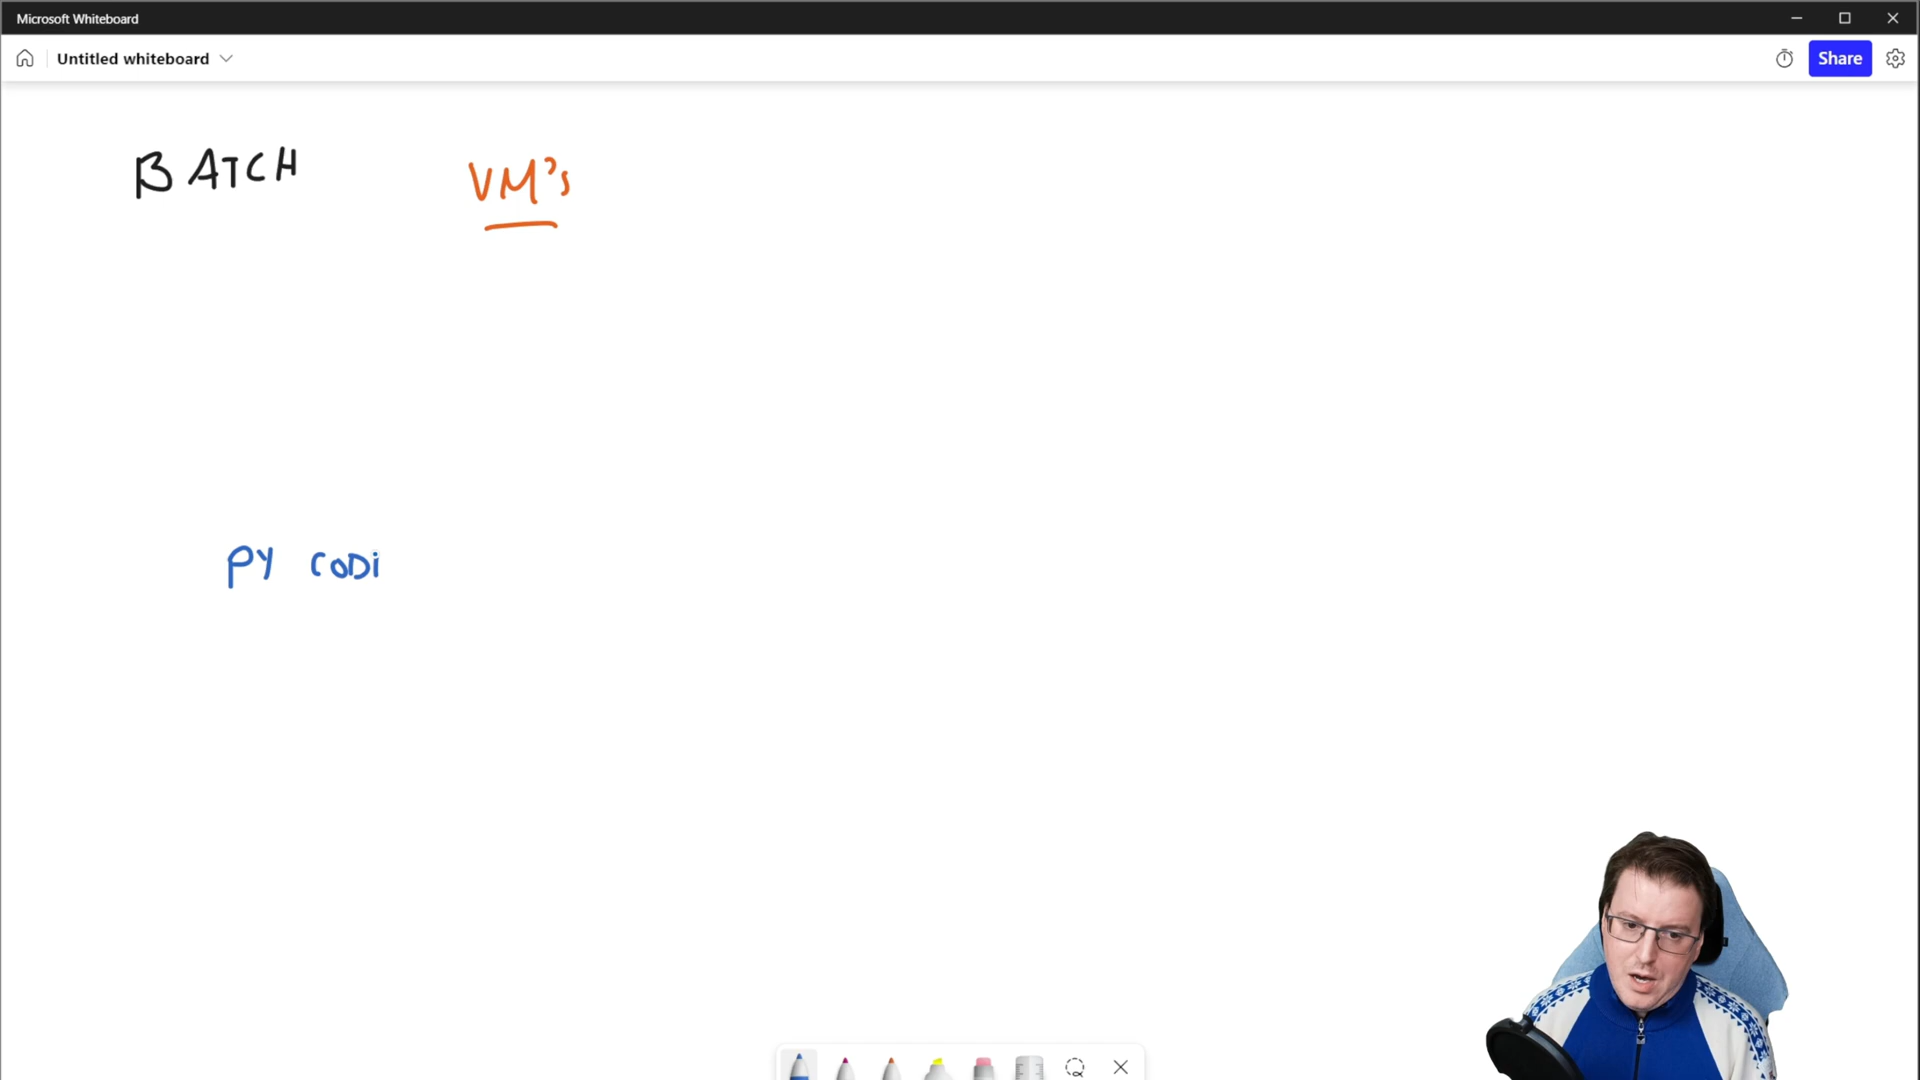 Microsoft Whiteboard
Untitled whiteboard
Share
BATCH
VM's
PY CODI